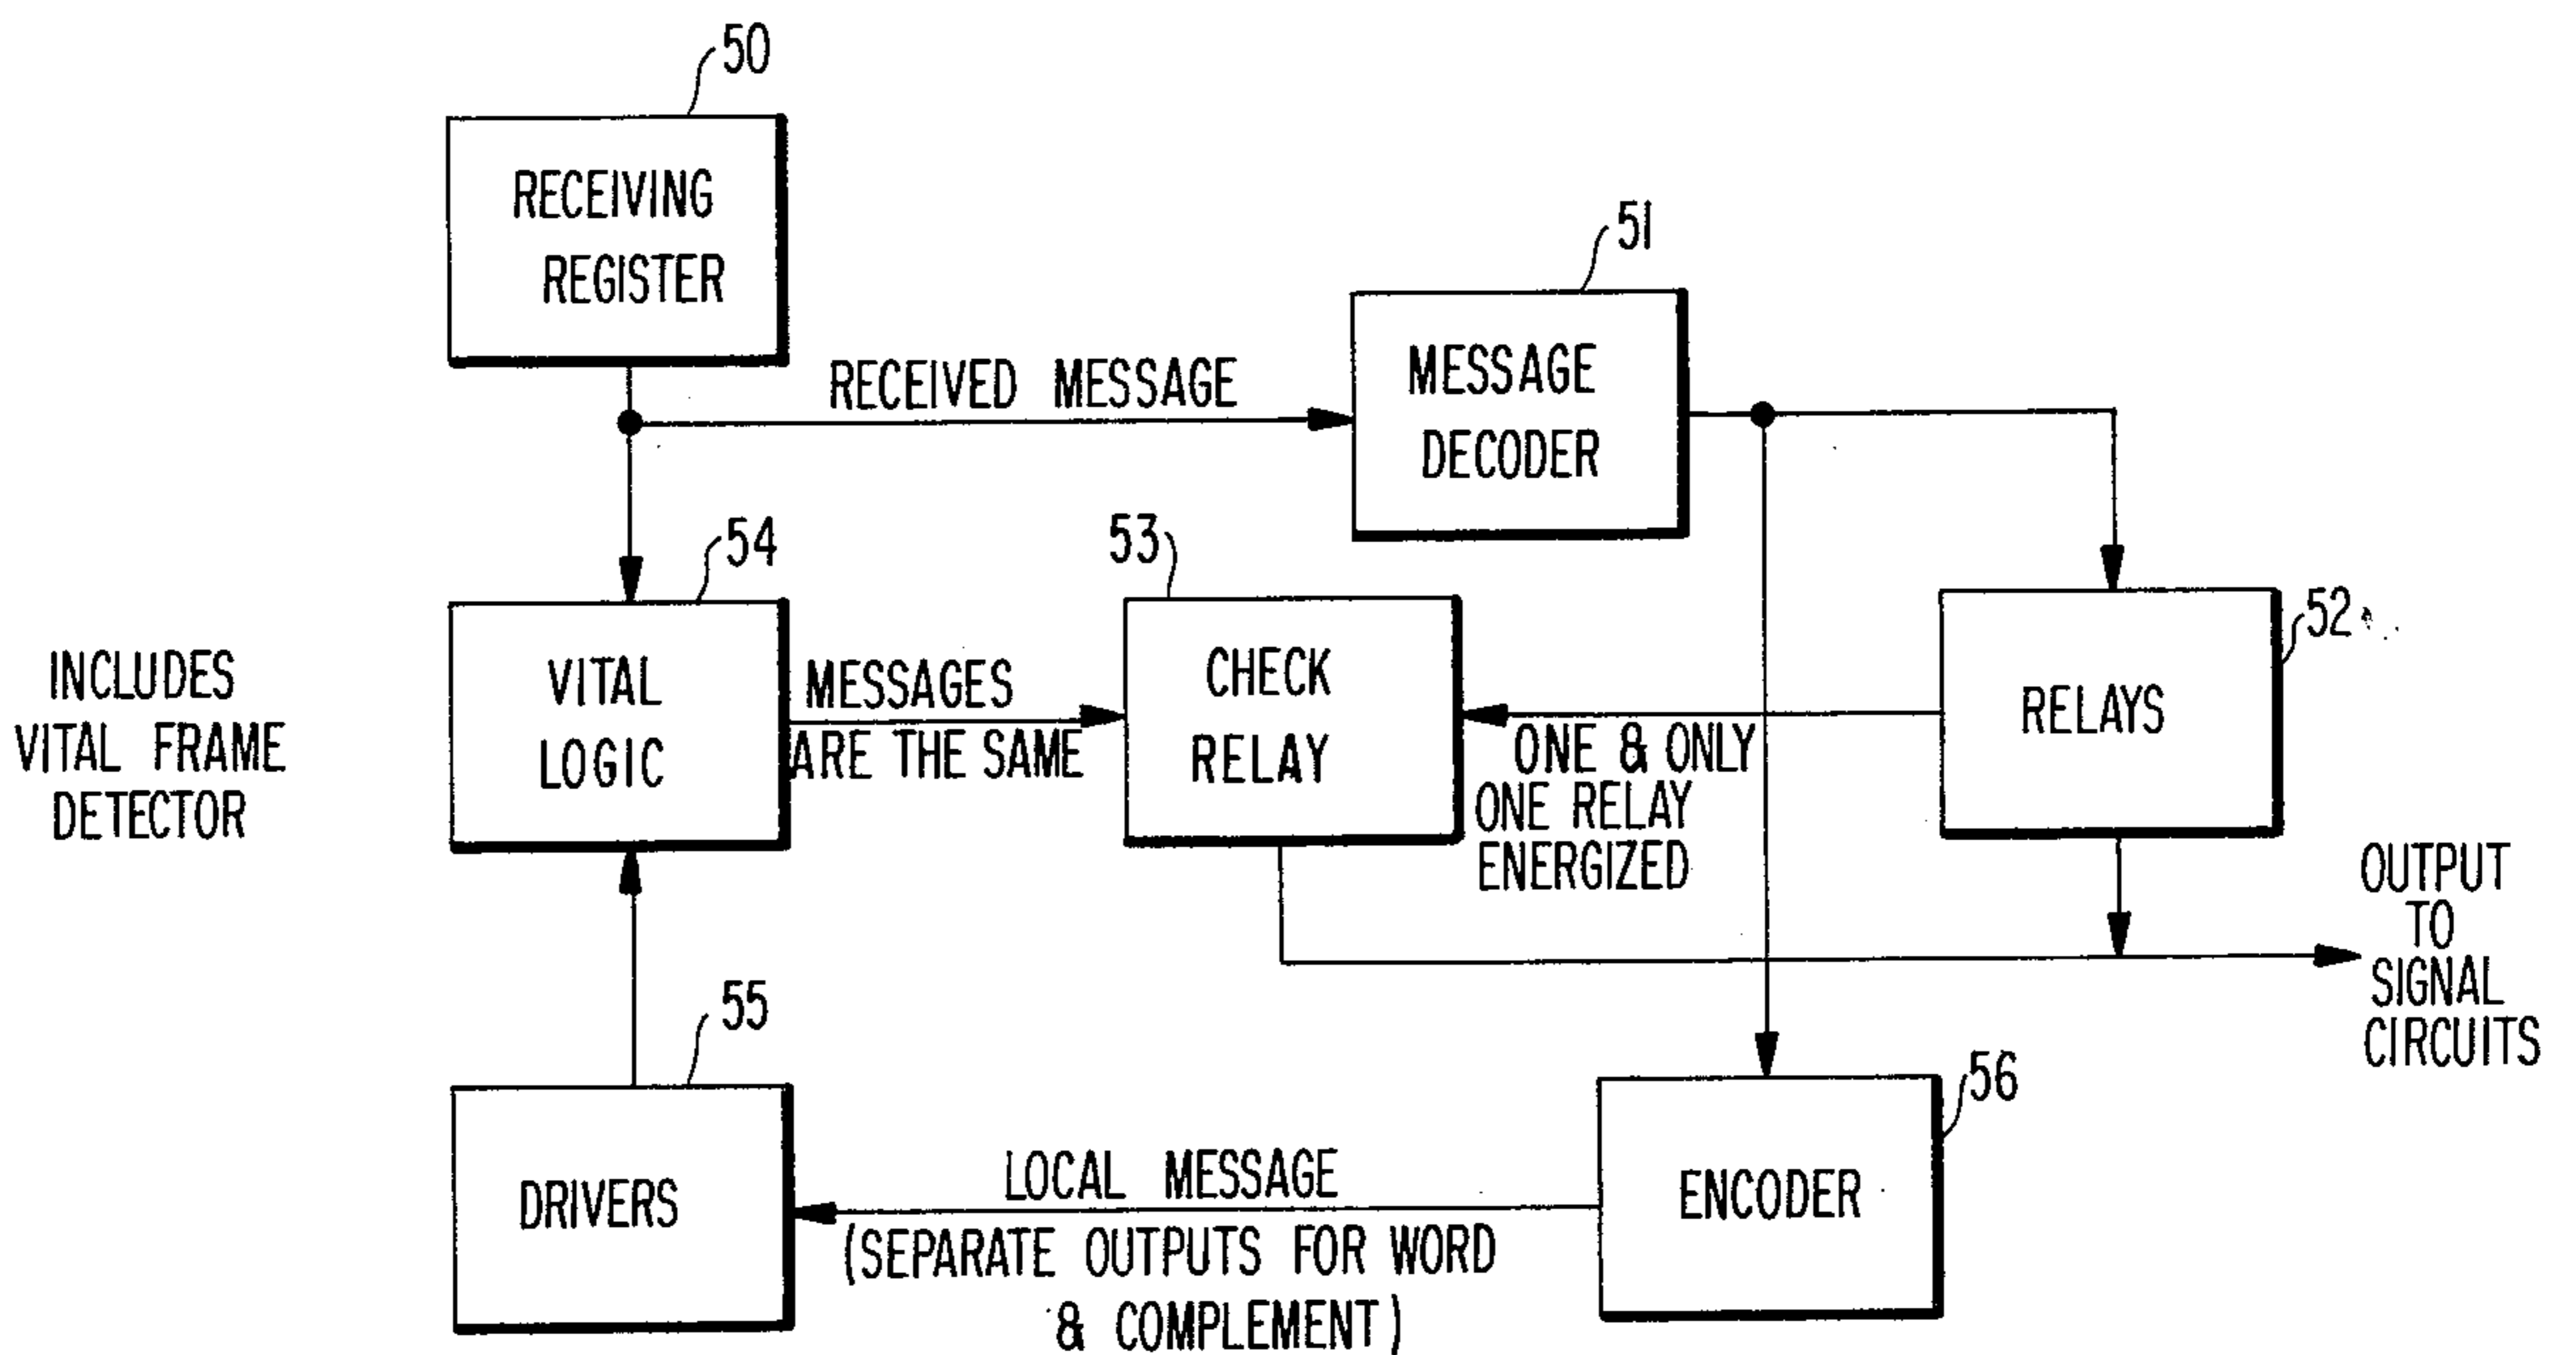 50
RECEIVING
REGISTER
51
RECEIVED MESSAGE
MESSAGE
DECODER
54
53
52
INCLUDES
VITAL FRAME
DETECTOR
VITAL
LOGIC
MESSAGES
ARE THE SAME
CHECK
RELAY
ONE & ONLY
ONE RELAY
ENERGIZED
RELAYS
OUTPUT
TO
SIGNAL
CIRCUITS
55
56
DRIVERS
LOCAL MESSAGE
(SEPARATE OUTPUTS FOR WORD
& COMPLEMENT)
ENCODER